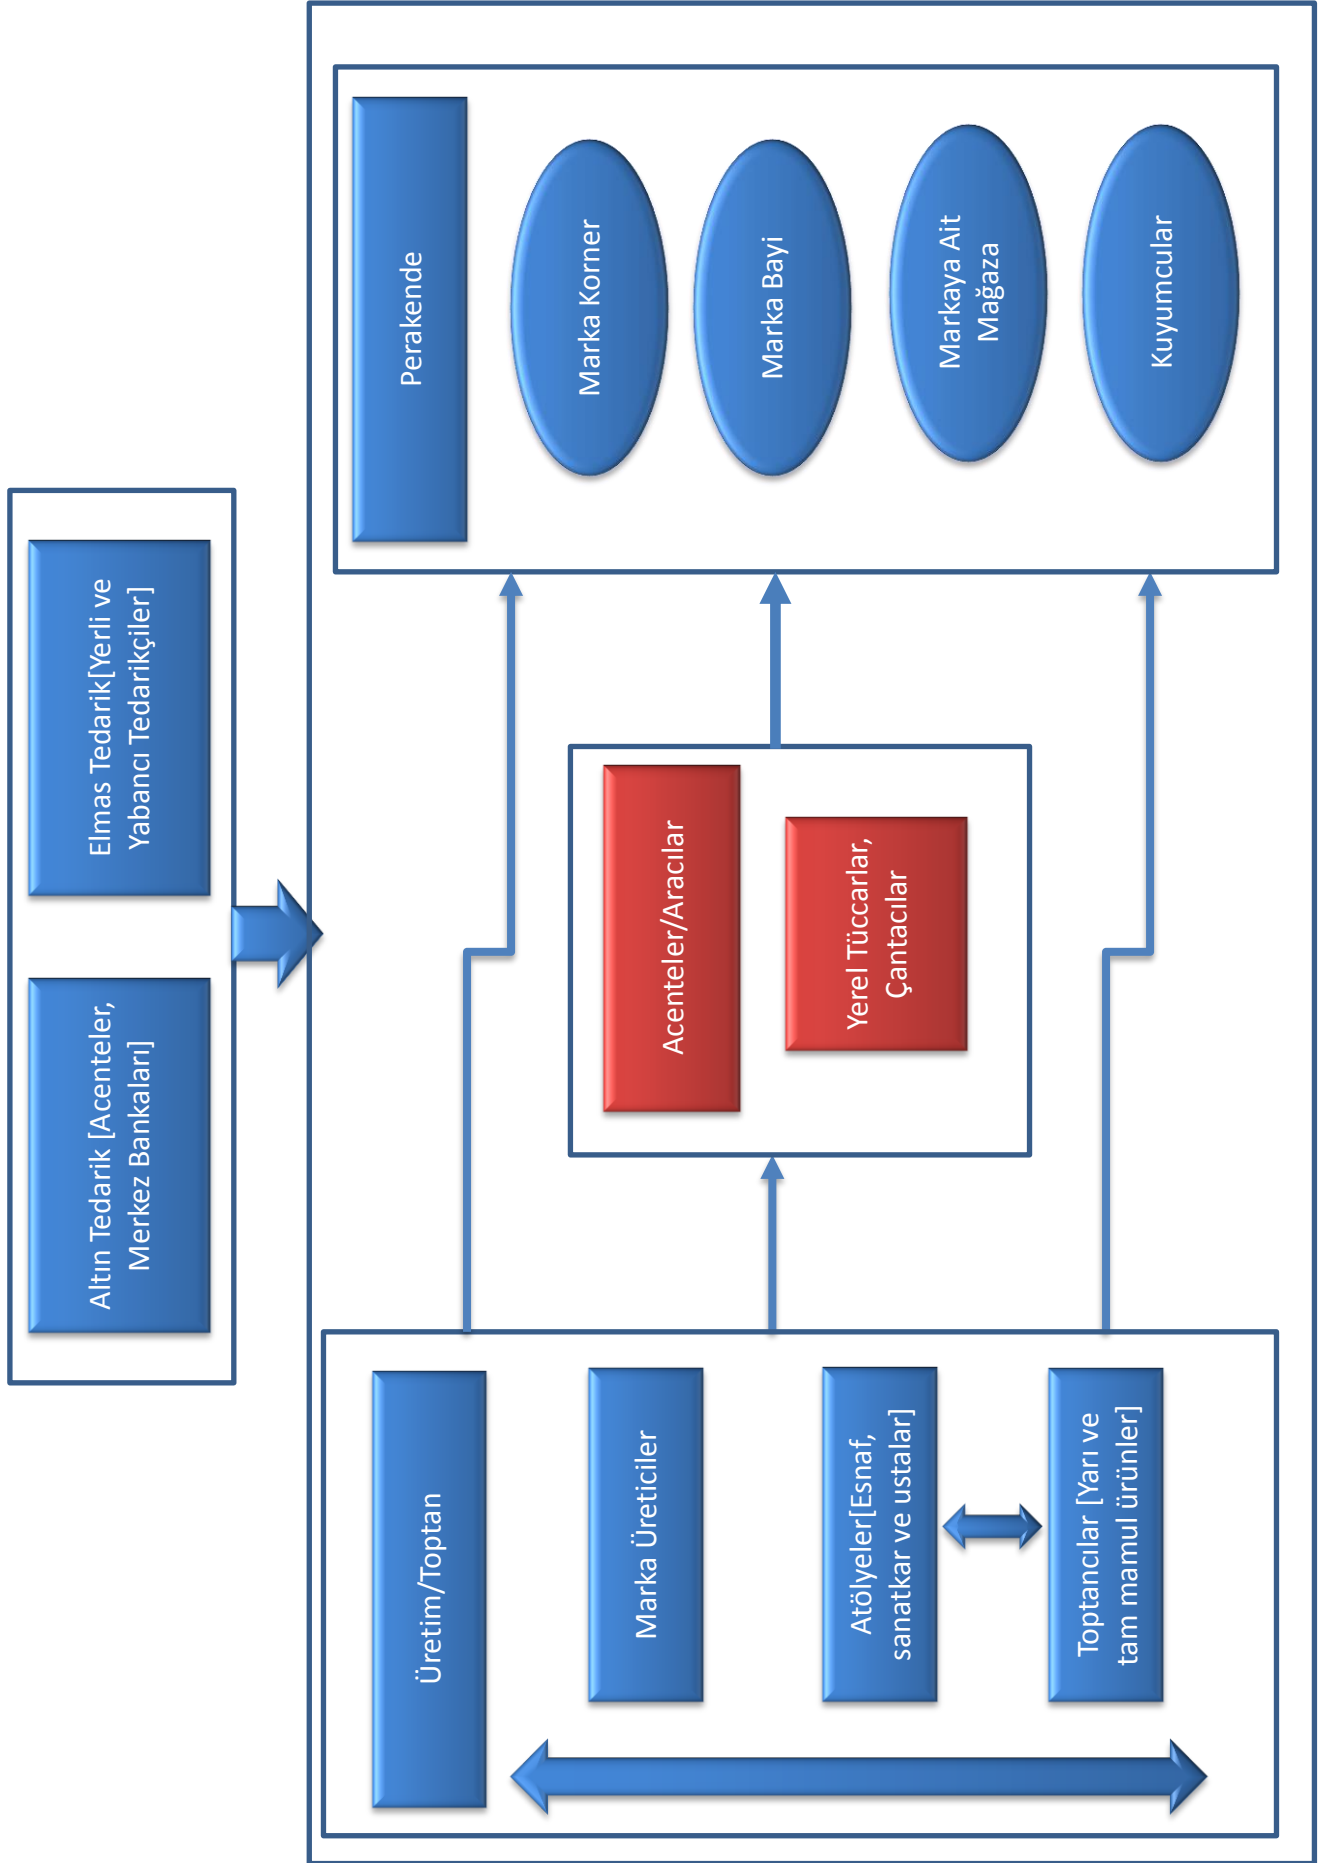 Altın Tedarik [Acenteler,
Merkez Bankaları]
Elmas Tedarik[Yerli ve
Yabancı Tedarikçiler]
Üretim/Toptan
Marka Üreticiler
Atölyeler[Esnaf,
sanatkar ve ustalar]
Toptancılar [Yarı ve
tam mamul ürünler]
Acenteler/Aracılar
Yerel Tüccarlar,
Çantacılar
Perakende
Marka Korner
Marka Bayi
Markaya Ait
Mağaza
Kuyumcular